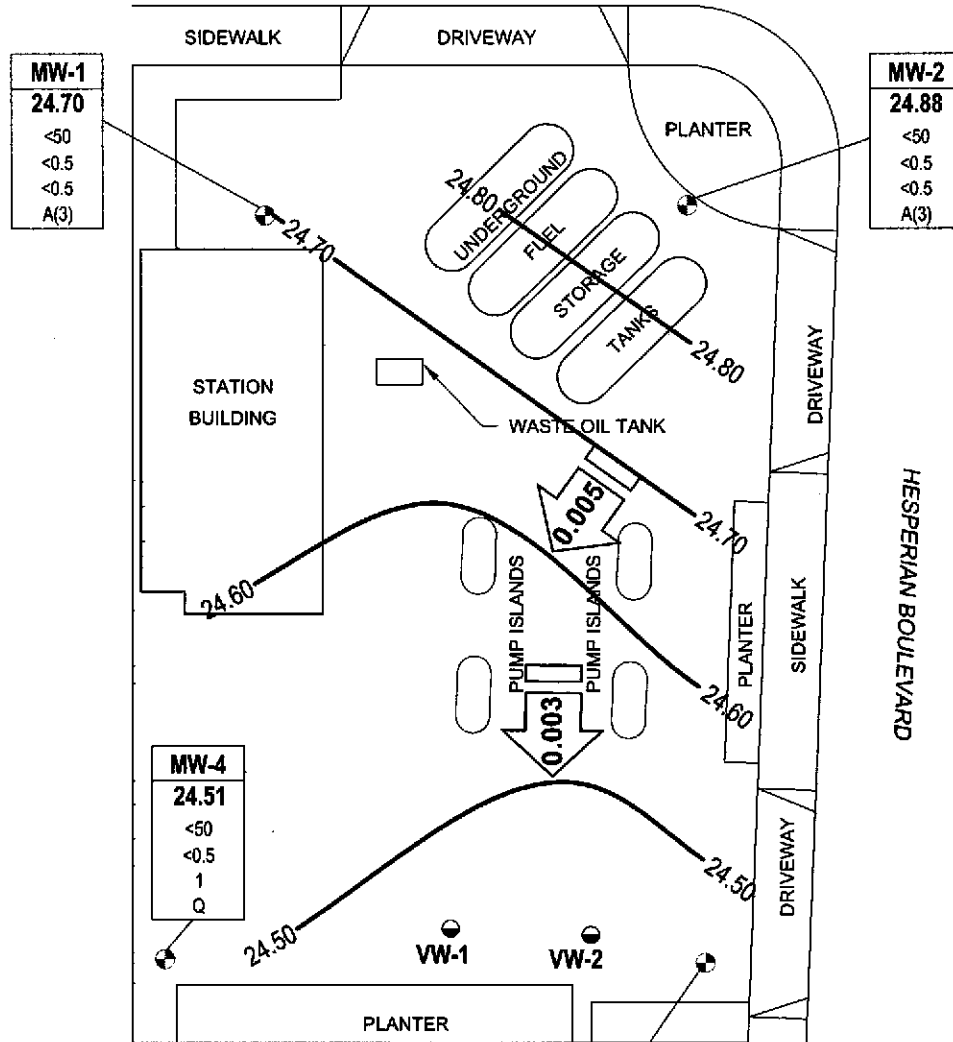 SIDEWALK
DRIVEWAY
MW-1
24.70
<50
<0.5
<0.5
A(3)
MW-2
24.88
<50
<0.5
<0.5
A(3)
PLANTER
24.80
UNDERGROUND
FUEL
STORAGE
TANKS
24.80
24.70
STATION
BUILDING
WASTE OIL TANK
DRIVEWAY
0.005
24.70
HESPERIAN BOULEVARD
24.60
PUMP ISLANDS
PUMP ISLANDS
PLANTER
SIDEWALK
24.60
0.003
MW-4
24.51
<50
<0.5
1
Q
24.50
DRIVEWAY
24.50
VW-1
VW-2
PLANTER